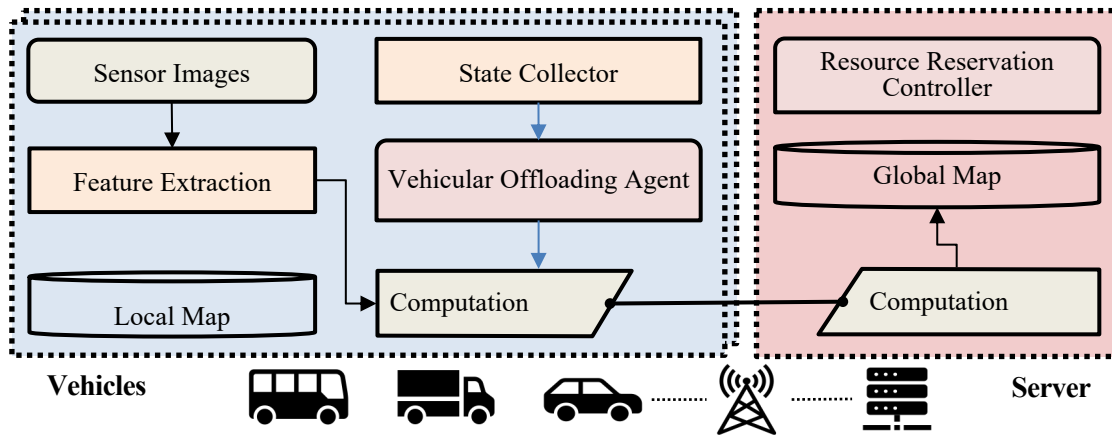 Sensor Images
State Collector
Resource Reservation
Controller
Feature Extraction
Vehicular Offloading Agent
Global Map
Local Map
Computation
Computation
Vehicles
Server